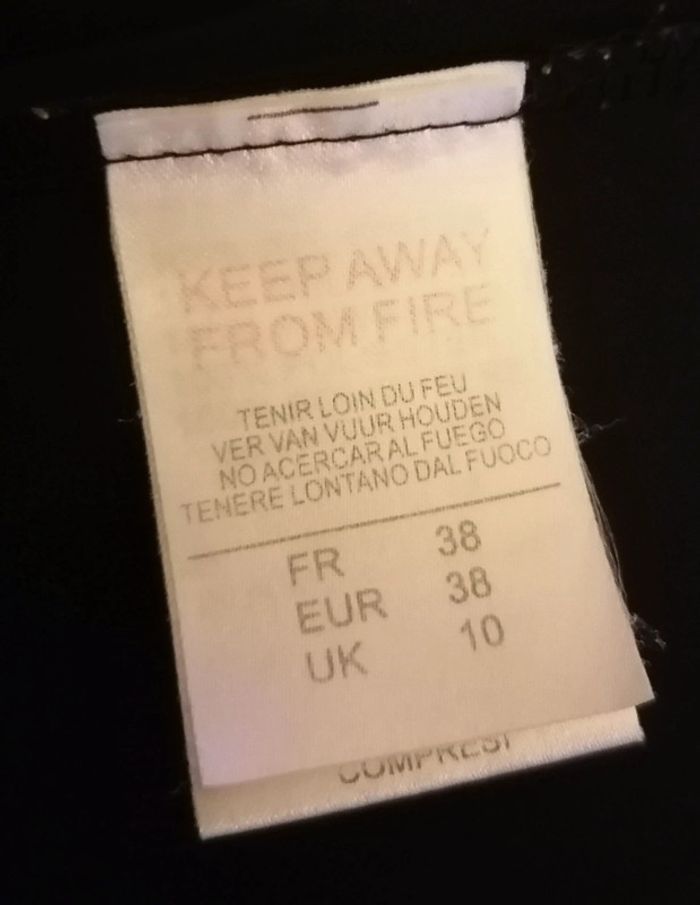 KEEP AWAY
FROM FIRE
TENIR LOIN DU FEU
VER VAN VUUR HOUDEN
NO ACERCAR AL FUEGO
TENERE LONTANO DAL FUOCO
FR 38
EUR 38
UK 10
COMPRESI